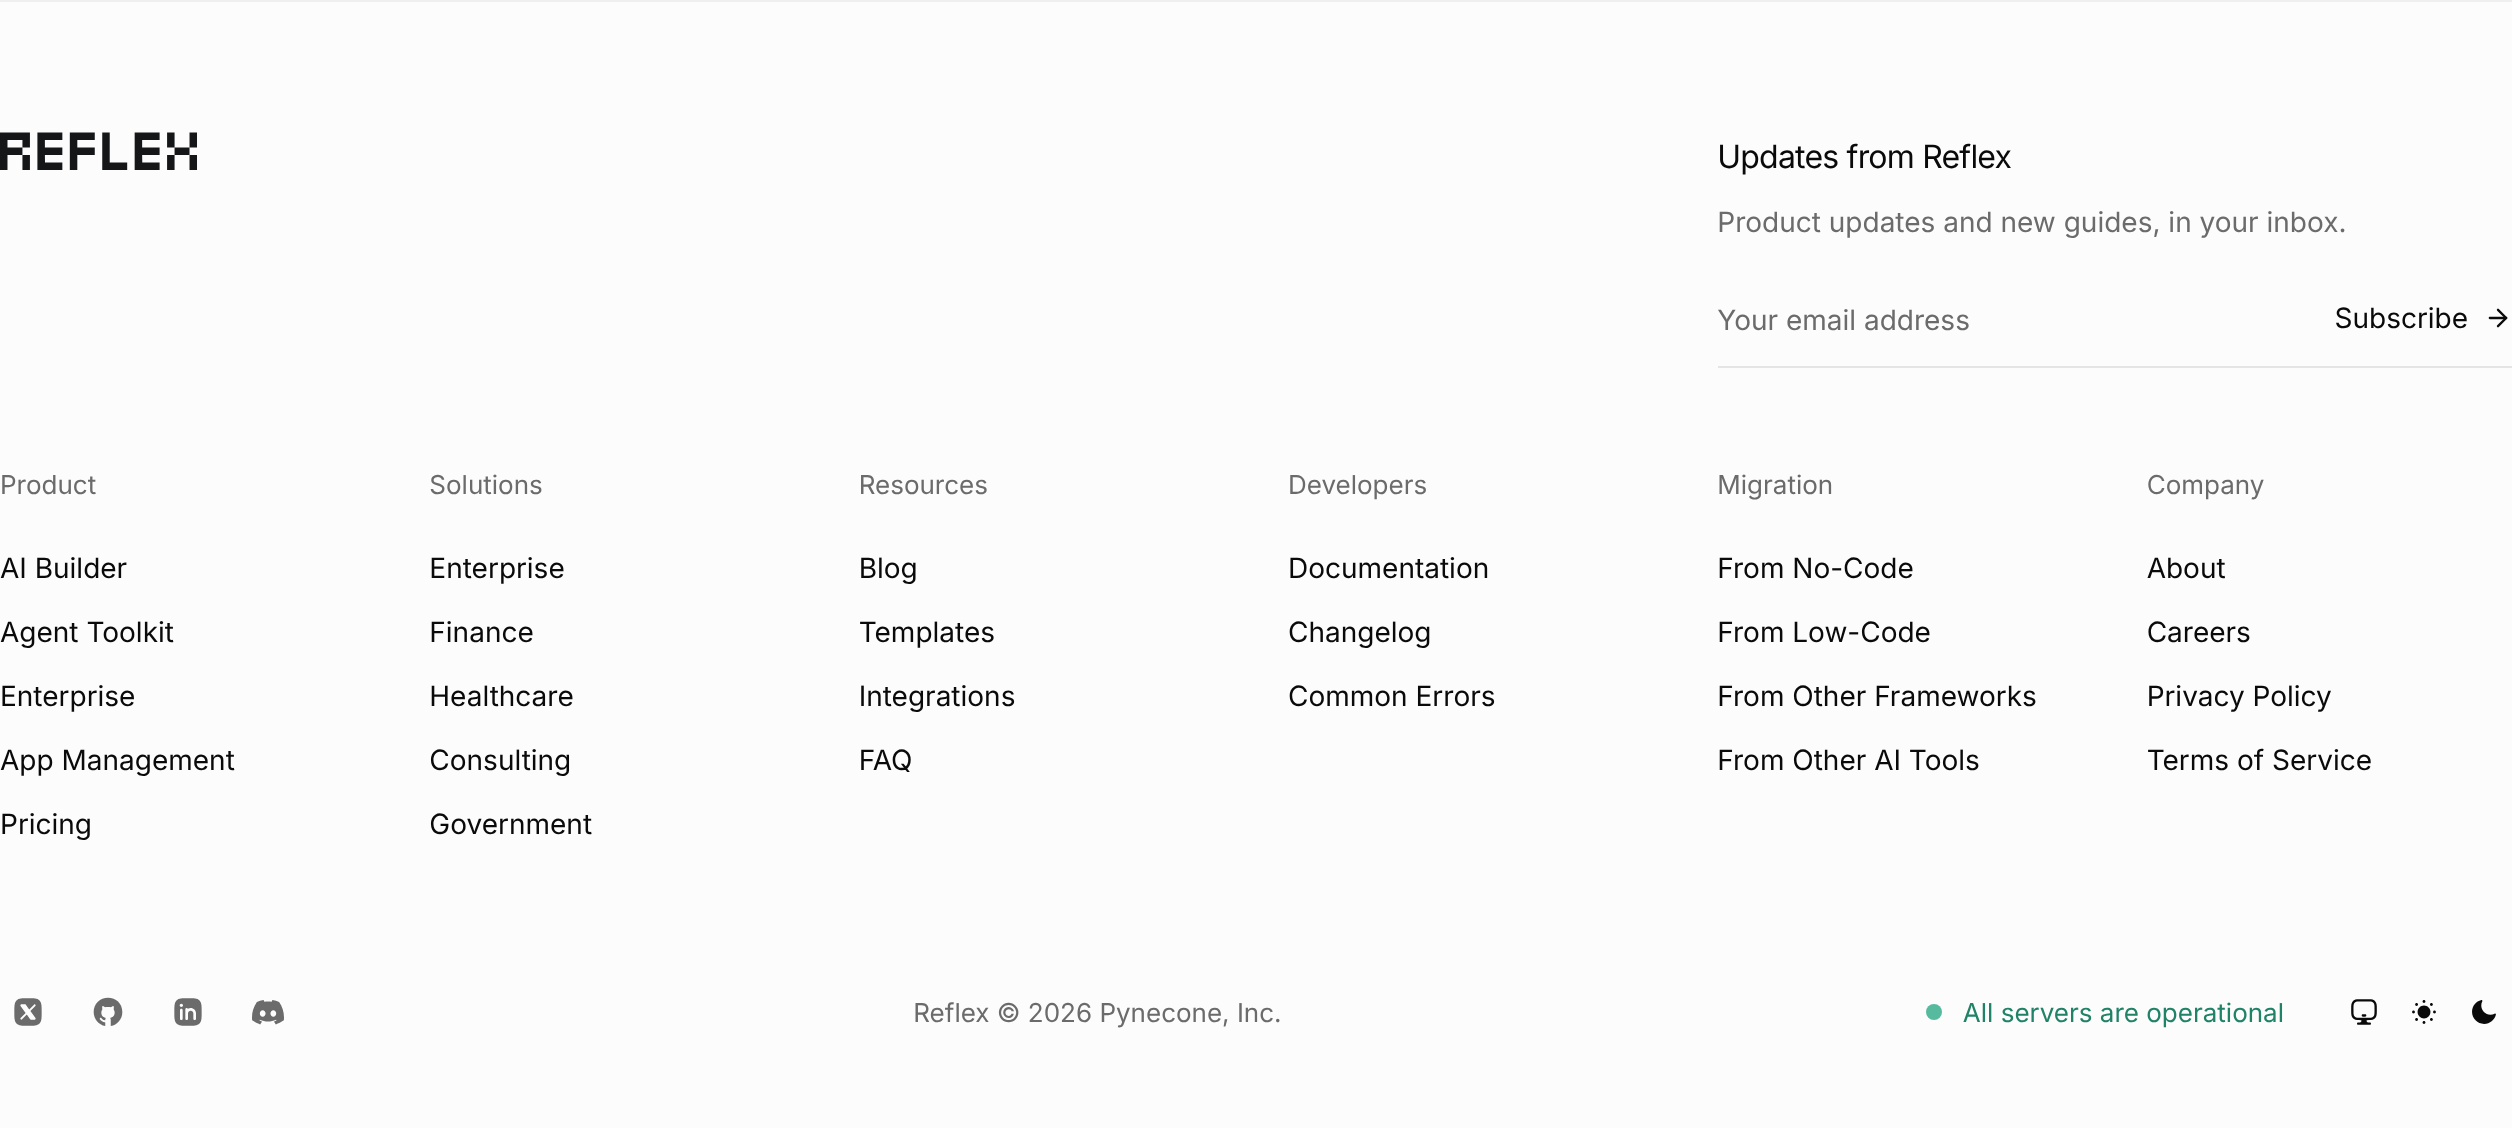 REFLEX
Updates from Reflex
Product updates and new guides, in your inbox.
Your email address
Subscribe →
Product
AI Builder
Agent Toolkit
Enterprise
App Management
Pricing
Solutions
Enterprise
Finance
Healthcare
Consulting
Government
Resources
Blog
Templates
Integrations
FAQ
Developers
Documentation
Changelog
Common Errors
Migration
From No-Code
From Low-Code
From Other Frameworks
From Other AI Tools
Company
About
Careers
Privacy Policy
Terms of Service
Reflex © 2026 Pynecone, Inc.
All servers are operational